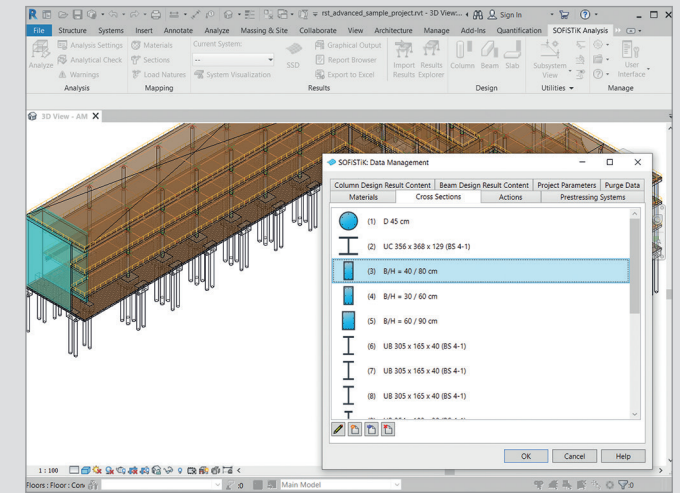 rst_advanced_sample_project.rvt - 3D View:...
Sign In
File Structure Systems Insert Annotate Analyze Massing & Site Collaborate View Architecture Manage Add-Ins Quantification SOFiSTiK Analysis
Analyze
Analysis Settings
Analytical Check
Warnings
Analysis
Materials
Sections
Load Natures
Mapping
Current System:
--
System Visualization
SSD
Graphical Output
Report Browser
Export to Excel
Import Results
Results Explorer
Results
Column Beam Slab
Design
Subsystem View
Utilities
User Interface
Manage
3D View - AM
SOFiSTiK: Data Management
Column Design Result Content Beam Design Result Content Project Parameters Purge Data
Materials Cross Sections Actions Prestressing Systems
(1) D 45 cm
(2) UC 356 x 368 x 129 (BS 4-1)
(3) B/H = 40 / 80 cm
(4) B/H = 30 / 60 cm
(5) B/H = 60 / 90 cm
(6) UB 305 x 165 x 40 (BS 4-1)
(7) UB 305 x 165 x 40 (BS 4-1)
(8) UB 305 x 165 x 40 (BS 4-1)
OK Cancel Help
1 : 100
Floors : Floor : Con
:0
Main Model
:0